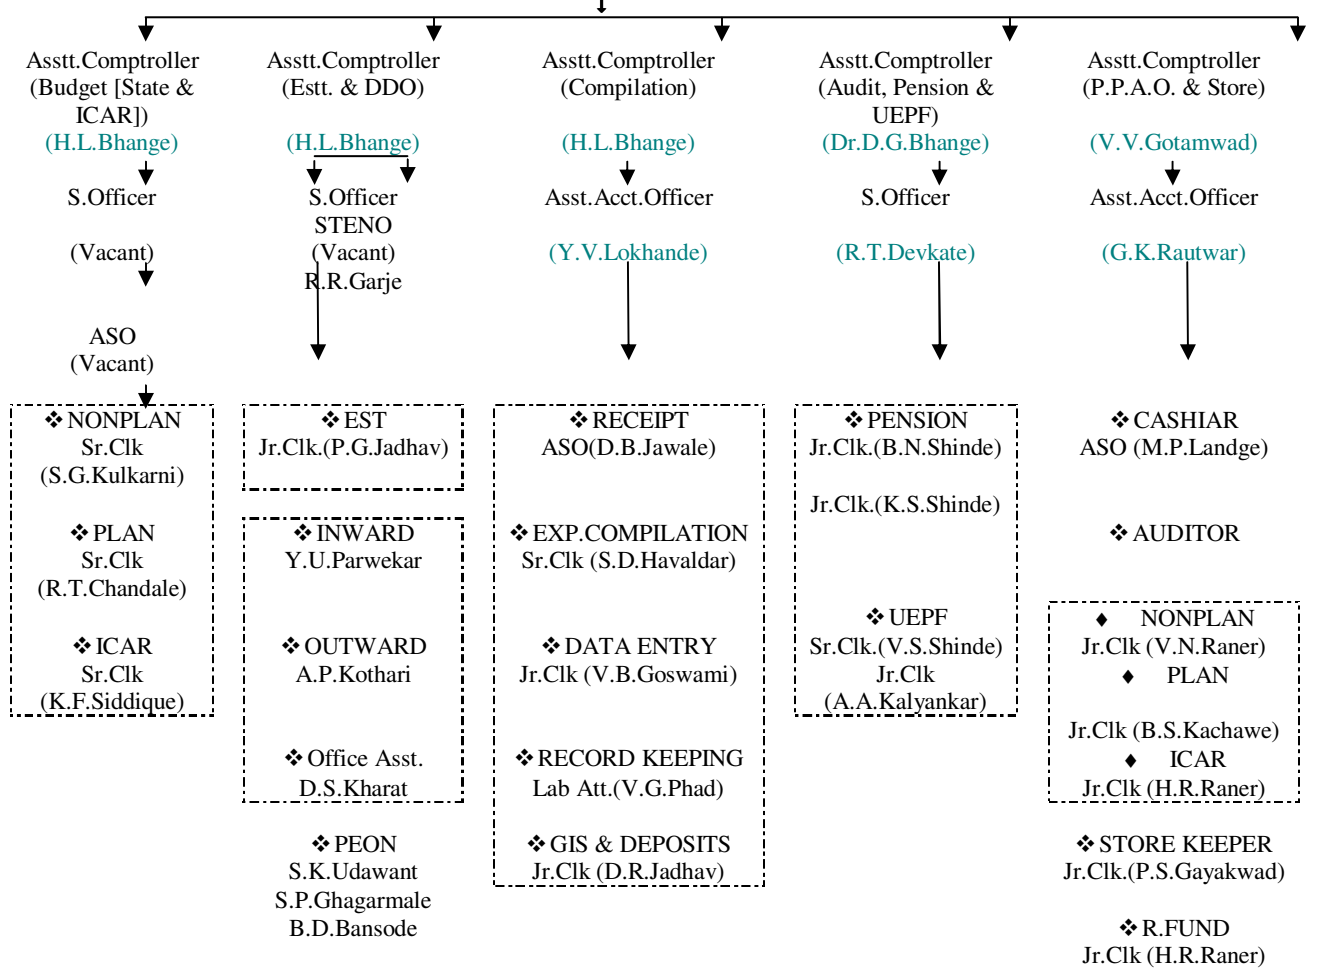 Asstt.Comptroller
(Budget [State &
ICAR])
(H.L.Bhange)
S.Officer
(Vacant)
ASO
(Vacant)
❖ NONPLAN
Sr.Clk
(S.G.Kulkarni)
❖ PLAN
Sr.Clk
(R.T.Chandale)
❖ ICAR
Sr.Clk
(K.F.Siddique)
Asstt.Comptroller
(Estt. & DDO)
(H.L.Bhange)
S.Officer
STENO
(Vacant)
R.R.Garje
❖ EST
Jr.Clk.(P.G.Jadhav)
❖ INWARD
Y.U.Parwekar
❖ OUTWARD
A.P.Kothari
❖ Office Asst.
D.S.Kharat
❖ PEON
S.K.Udawant
S.P.Ghagarmale
B.D.Bansode
Asstt.Comptroller
(Compilation)
(H.L.Bhange)
Asst.Acct.Officer
(Y.V.Lokhande)
❖ RECEIPT
ASO(D.B.Jawale)
❖ EXP.COMPILATION
Sr.Clk (S.D.Havaldar)
❖ DATA ENTRY
Jr.Clk (V.B.Goswami)
❖ RECORD KEEPING
Lab Att.(V.G.Phad)
❖ GIS & DEPOSITS
Jr.Clk (D.R.Jadhav)
Asstt.Comptroller
(Audit, Pension &
UEPF)
(Dr.D.G.Bhange)
S.Officer
(R.T.Devkate)
❖ PENSION
Jr.Clk.(B.N.Shinde)
Jr.Clk.(K.S.Shinde)
❖ UEPF
Sr.Clk.(V.S.Shinde)
Jr.Clk
(A.A.Kalyankar)
Asstt.Comptroller
(P.P.A.O. & Store)
(V.V.Gotamwad)
Asst.Acct.Officer
(G.K.Rautwar)
❖ CASHIAR
ASO (M.P.Landge)
❖ AUDITOR
♦ NONPLAN
Jr.Clk (V.N.Raner)
♦ PLAN
Jr.Clk (B.S.Kachawe)
♦ ICAR
Jr.Clk (H.R.Raner)
❖ STORE KEEPER
Jr.Clk.(P.S.Gayakwad)
❖ R.FUND
Jr.Clk (H.R.Raner)